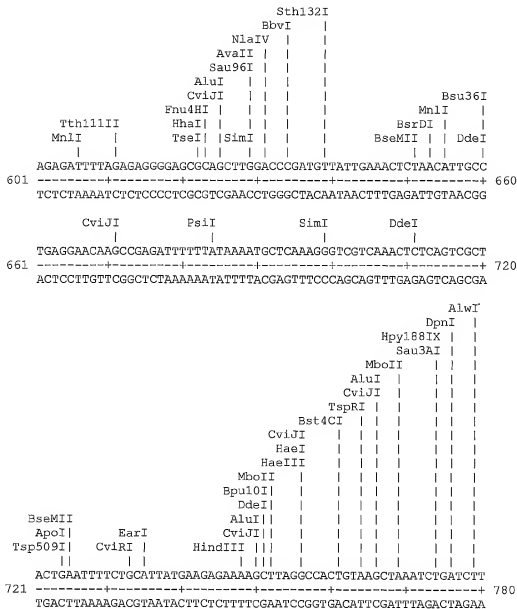 Sth132I
BbvI
NlaIV
AvaII
Sau96I
AluI
CviJI Bsu36I
Fnu4HI MnlI
Tth111II HhaI BsrDI
MnlI TseI SimI BseMII DdeI
AGAGATTTTAGAGAGGGGAGCGCAGCTTGGACCCGATGTTATTGAAACTCTAACATTGCC
601 ---------+---------+---------+---------+---------+---------+ 660
TCTCTAAAATCTCTCCCCTCGCGTCGAACCTGGGCTACAATAACTTTGAGATTGTAACGG
CviJI PsiI SimI DdeI
TGAGGAACAAGCCGAGATTTTTTATAAAATGCTCAAAGGGTCGTCAAACTCTCAGTCGCT
661 ---------+---------+---------+---------+---------+---------+ 720
ACTCCTTGTTCGGCTCTAAAAAATATTTTACGAGTTTCCCAGCAGTTTGAGAGTCAGCGA
AlwI
DpnI
Hpy188IX
Sau3AI
MboII
AluI
CviJI
TspRI
Bst4CI
CviJI
HaeI
HaeIII
MboII
Bpu10I
DdeI
BseMII AluI
ApoI EarI CviJI
Tsp509I CviRI HindIII
ACTGAATTTTCTGCATTATGAAGAGAAAAGCTTAGGCCACTGTAAGCTAAATCTGATCTT
721 ---------+---------+---------+---------+---------+---------+ 780
TGACTTAAAAGACGTAATACTTCTCTTTTCGAATCCGGTGACATTCGATTTAGACTAGAA